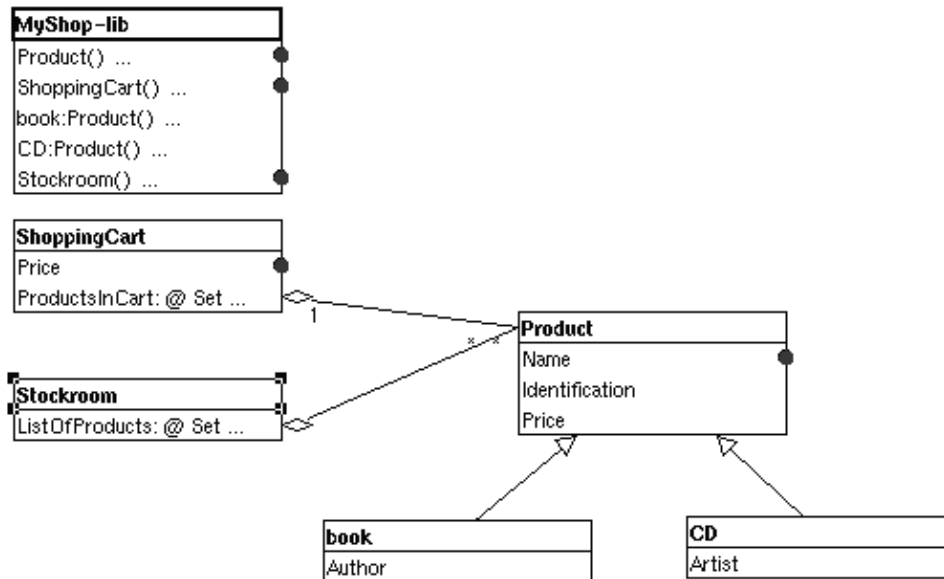 MyShop-lib
Product() ...
ShoppingCart() ...
book:Product() ...
CD:Product() ...
Stockroom() ...
ShoppingCart
Price
ProductsInCart: @ Set ...
1
Product
* *
Name
Identification
Price
Stockroom
ListOfProducts: @ Set ...
book
Author
CD
Artist